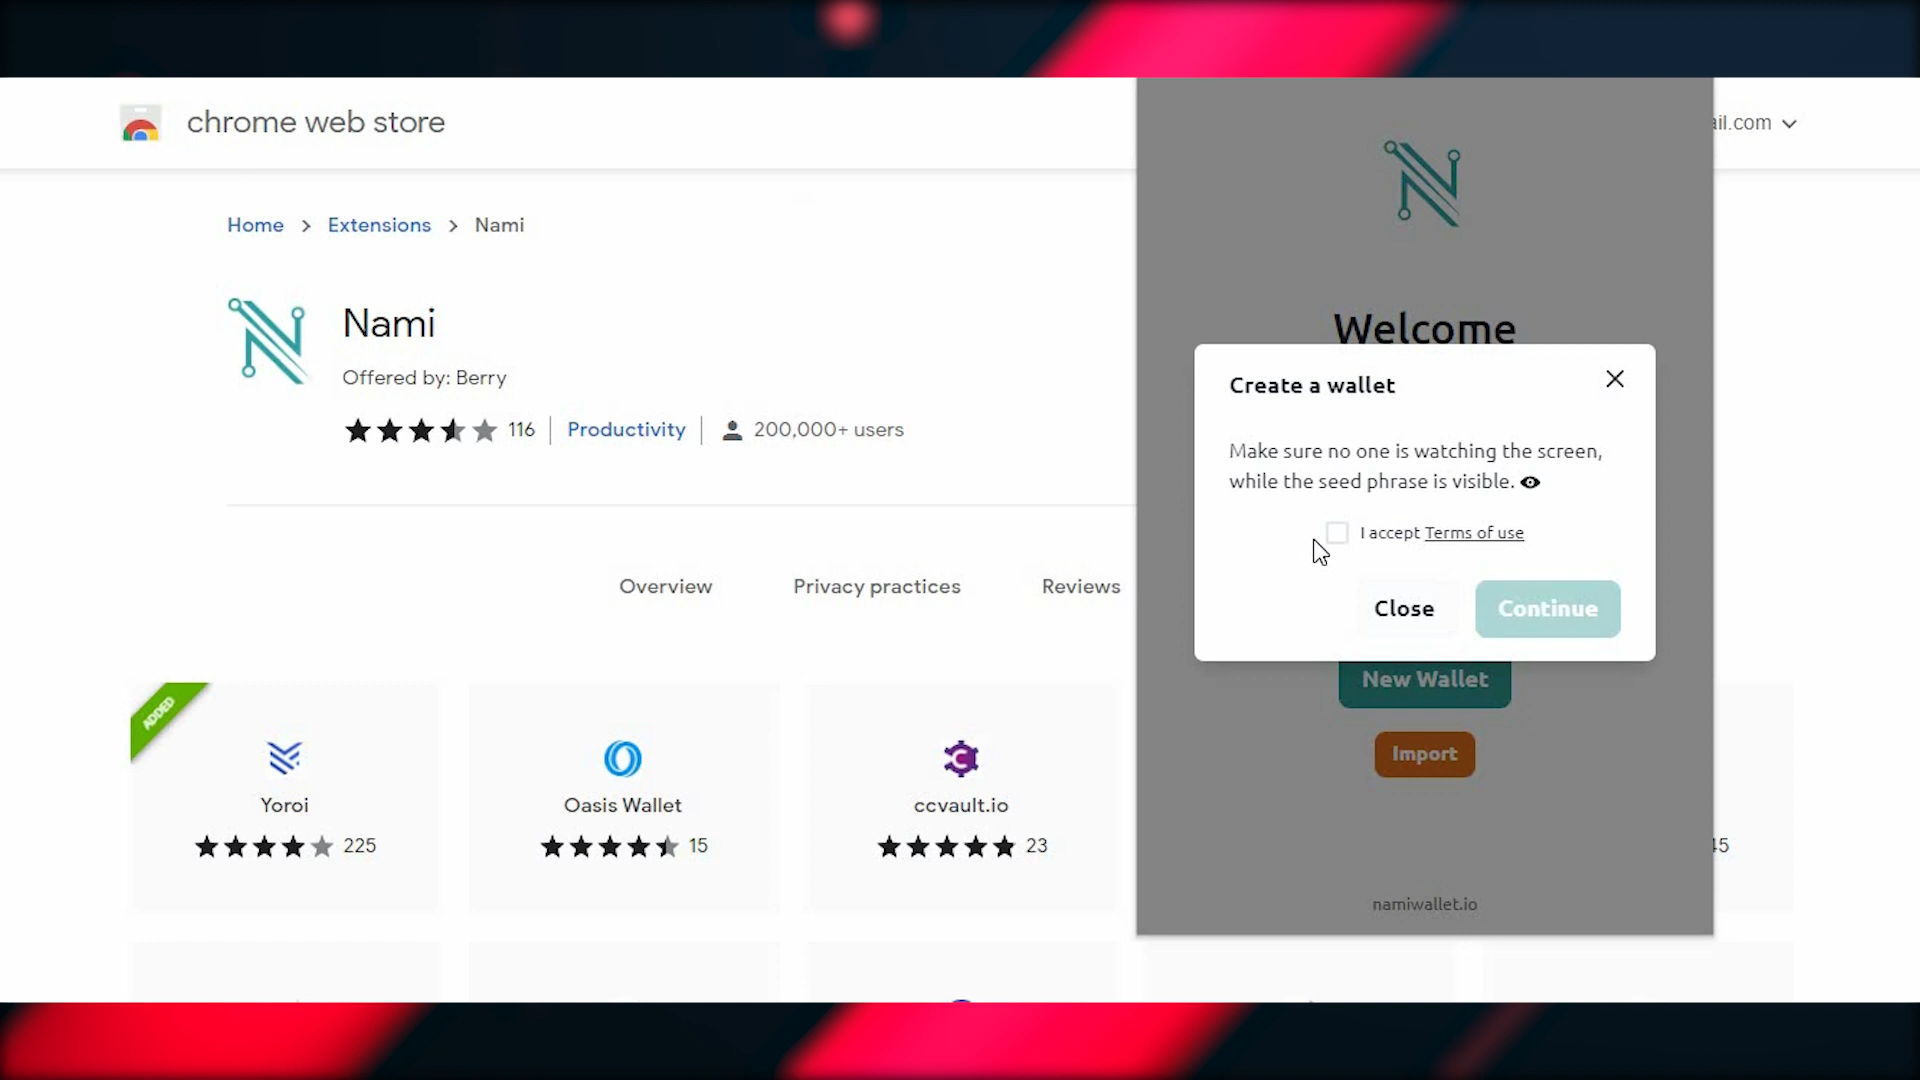 chrome web store
ail.com
Home > Extensions > Nami
Nami
Offered by: Berry
116 | Productivity | 200,000+ users
Overview
Privacy practices
Reviews
ADDED
Yoroi
225
Oasis Wallet
15
ccvault.io
23
Welcome
Create a wallet
Make sure no one is watching the screen,
while the seed phrase is visible.
I accept Terms of use
Close
Continue
New Wallet
Import
namiwallet.io
45